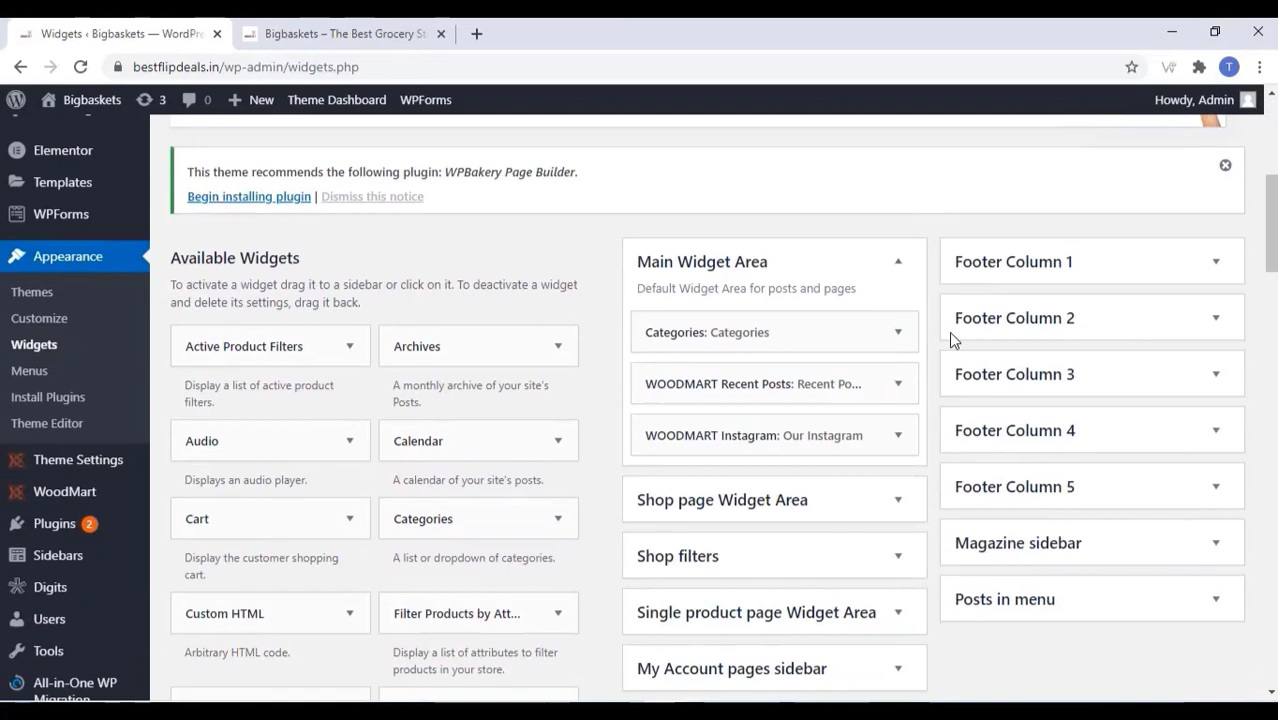 Widgets ‹ Bigbaskets — WordPre
Bigbaskets – The Best Grocery St
bestflipdeals.in/wp-admin/widgets.php
T
Bigbaskets
3
0
New
Theme Dashboard
WPForms
Howdy, Admin
Elementor
Templates
WPForms
Appearance
Themes
Customize
Widgets
Menus
Install Plugins
Theme Editor
Theme Settings
WoodMart
Plugins 2
Sidebars
Digits
Users
Tools
All-in-One WP
Migration
This theme recommends the following plugin: WPBakery Page Builder.
Begin installing plugin | Dismiss this notice
Available Widgets
To activate a widget drag it to a sidebar or click on it. To deactivate a widget
and delete its settings, drag it back.
Active Product Filters
Display a list of active product
filters.
Archives
A monthly archive of your site's
Posts.
Audio
Displays an audio player.
Calendar
A calendar of your site's posts.
Cart
Display the customer shopping
cart.
Categories
A list or dropdown of categories.
Custom HTML
Arbitrary HTML code.
Filter Products by Att...
Display a list of attributes to filter
products in your store.
Main Widget Area
Default Widget Area for posts and pages
Categories: Categories
WOODMART Recent Posts: Recent Po...
WOODMART Instagram: Our Instagram
Shop page Widget Area
Shop filters
Single product page Widget Area
My Account pages sidebar
Footer Column 1
Footer Column 2
Footer Column 3
Footer Column 4
Footer Column 5
Magazine sidebar
Posts in menu